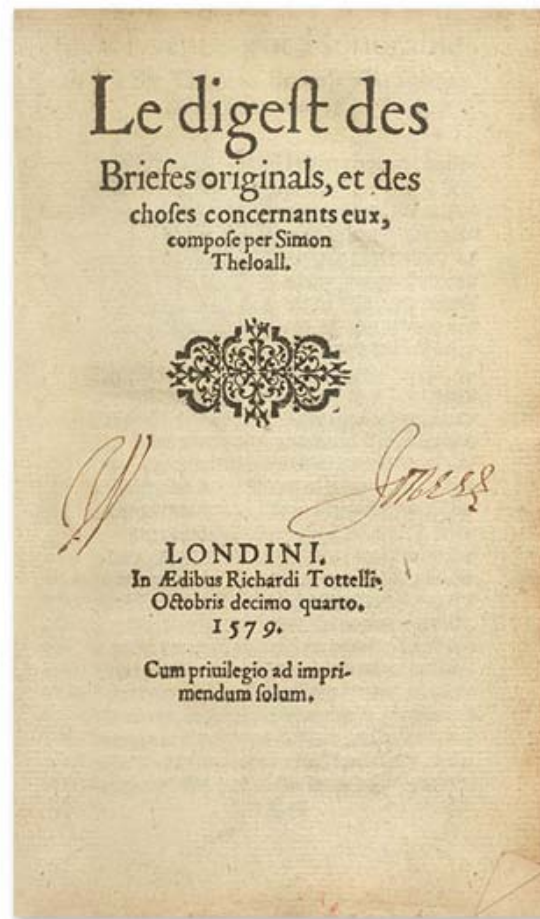 Le digeſt des
Briefes originals, et des
choſes concernants eux,
compoſe per Simon
Theloall.
W Jones
LONDINI.
In Ædibus Richardi Tottelli.
Octobris decimo quarto.
1579.
Cum priuilegio ad impri-
mendum ſolum.